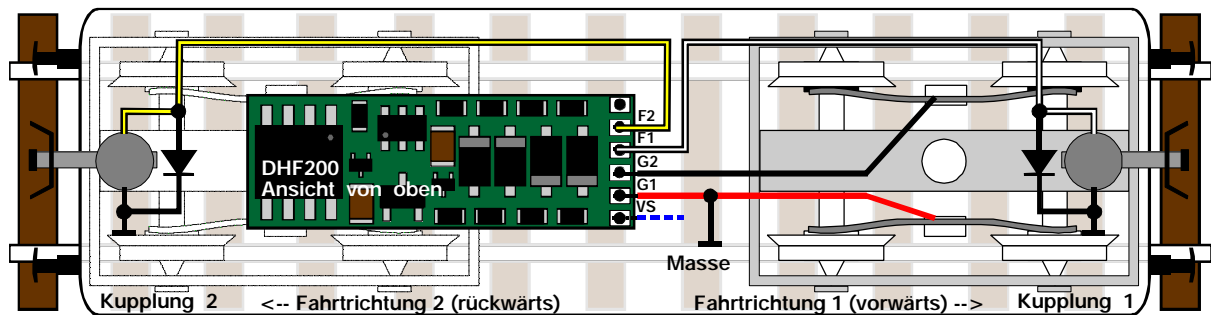 F2
F1
G2
G1
VS
DHF200
Ansicht von oben
Masse
Kupplung 2
<-- Fahrtrichtung 2 (rückwärts)
Fahrtrichtung 1 (vorwärts) -->
Kupplung 1